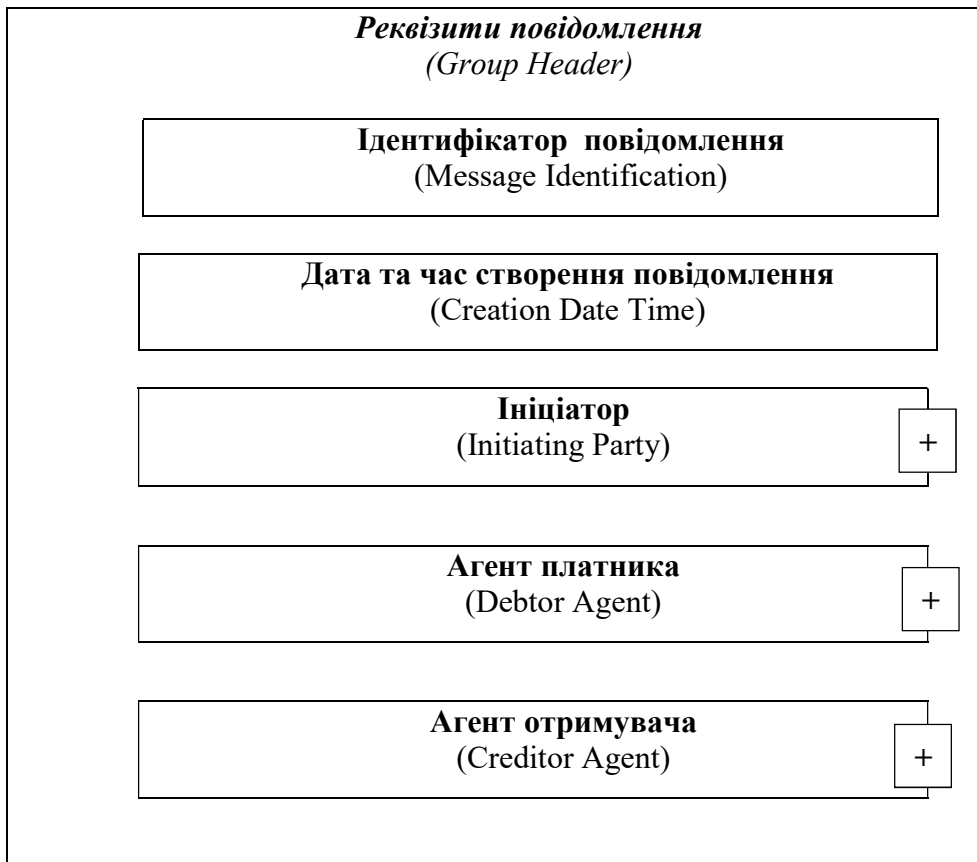 Реквізити повідомлення
(Group Header)
Ідентифікатор повідомлення
(Message Identification)
Дата та час створення повідомлення
(Creation Date Time)
Ініціатор
(Initiating Party)
+
Агент платника
(Debtor Agent)
+
Агент отримувача
(Creditor Agent)
+